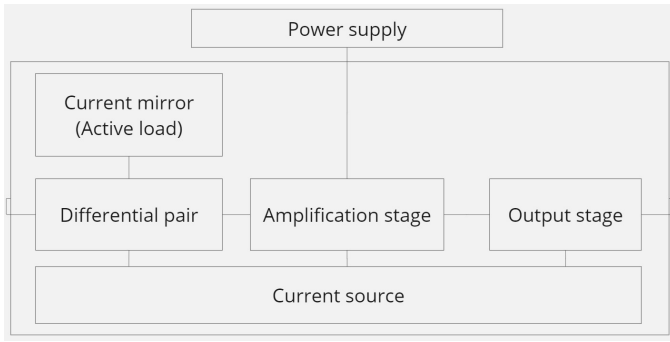 Power supply
Current mirror
(Active load)
Differential pair
Amplification stage
Output stage
Current source